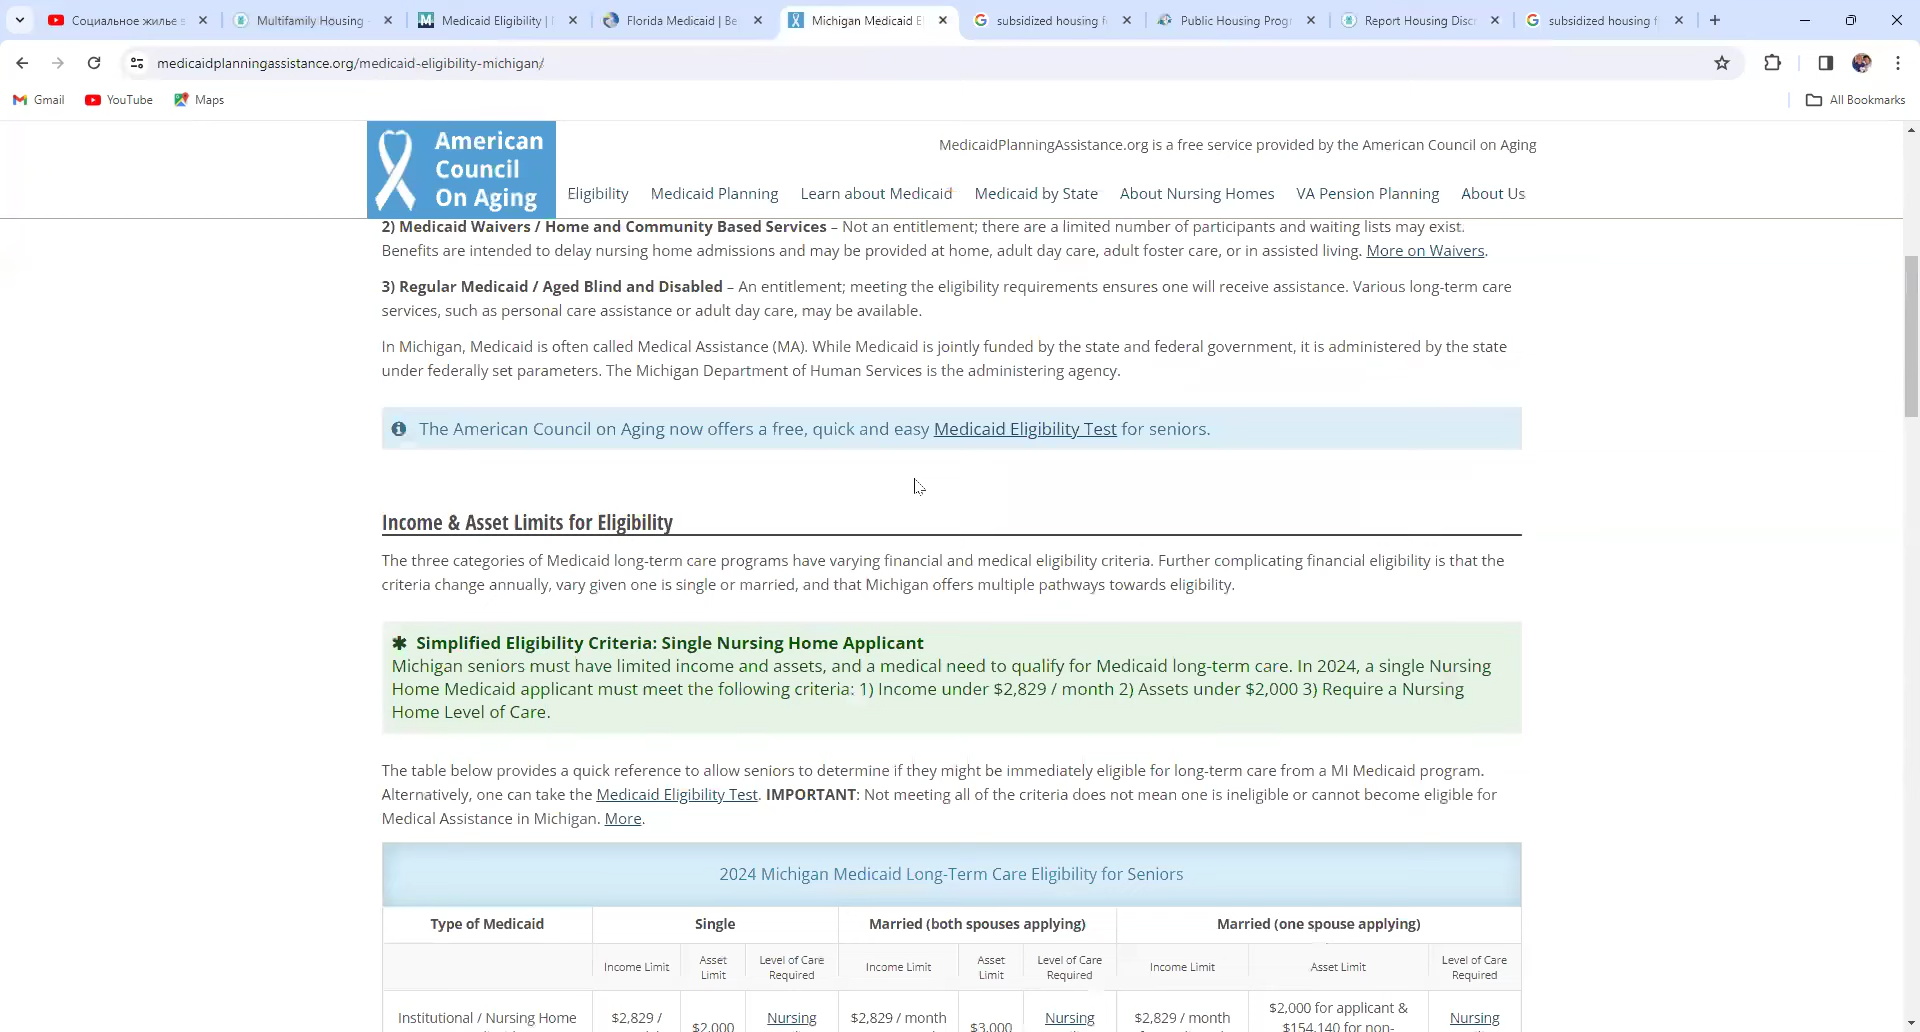 Социальное жилье в
Multifamily Housing -
Medicaid Eligibility |
Florida Medicaid | Be
Michigan Medicaid El
subsidized housing f
Public Housing Prog
Report Housing Discr
subsidized housing f
medicaidplanningassistance.org/medicaid-eligibility-michigan/
Gmail
YouTube
Maps
All Bookmarks
American
Council
On Aging
MedicaidPlanningAssistance.org is a free service provided by the American Council on Aging
Eligibility Medicaid Planning Learn about Medicaid Medicaid by State About Nursing Homes VA Pension Planning About Us
2) Medicaid Waivers / Home and Community Based Services – Not an entitlement; there are a limited number of participants and waiting lists may exist.
Benefits are intended to delay nursing home admissions and may be provided at home, adult day care, adult foster care, or in assisted living. More on Waivers.
3) Regular Medicaid / Aged Blind and Disabled – An entitlement; meeting the eligibility requirements ensures one will receive assistance. Various long-term care
services, such as personal care assistance or adult day care, may be available.
In Michigan, Medicaid is often called Medical Assistance (MA). While Medicaid is jointly funded by the state and federal government, it is administered by the state
under federally set parameters. The Michigan Department of Human Services is the administering agency.
The American Council on Aging now offers a free, quick and easy Medicaid Eligibility Test for seniors.
Income & Asset Limits for Eligibility
The three categories of Medicaid long-term care programs have varying financial and medical eligibility criteria. Further complicating financial eligibility is that the
criteria change annually, vary given one is single or married, and that Michigan offers multiple pathways towards eligibility.
✱ Simplified Eligibility Criteria: Single Nursing Home Applicant
Michigan seniors must have limited income and assets, and a medical need to qualify for Medicaid long-term care. In 2024, a single Nursing
Home Medicaid applicant must meet the following criteria: 1) Income under $2,829 / month 2) Assets under $2,000 3) Require a Nursing
Home Level of Care.
The table below provides a quick reference to allow seniors to determine if they might be immediately eligible for long-term care from a MI Medicaid program.
Alternatively, one can take the Medicaid Eligibility Test. IMPORTANT: Not meeting all of the criteria does not mean one is ineligible or cannot become eligible for
Medical Assistance in Michigan. More.
2024 Michigan Medicaid Long-Term Care Eligibility for Seniors
Type of Medicaid Single Married (both spouses applying) Married (one spouse applying)
Income Limit Asset Limit Level of Care Required Income Limit Asset Limit Level of Care Required Income Limit Asset Limit Level of Care Required
Institutional / Nursing Home $2,829 / $2,000 Nursing $2,829 / month $3,000 Nursing $2,829 / month $2,000 for applicant & Nursing
$154,140 for non-